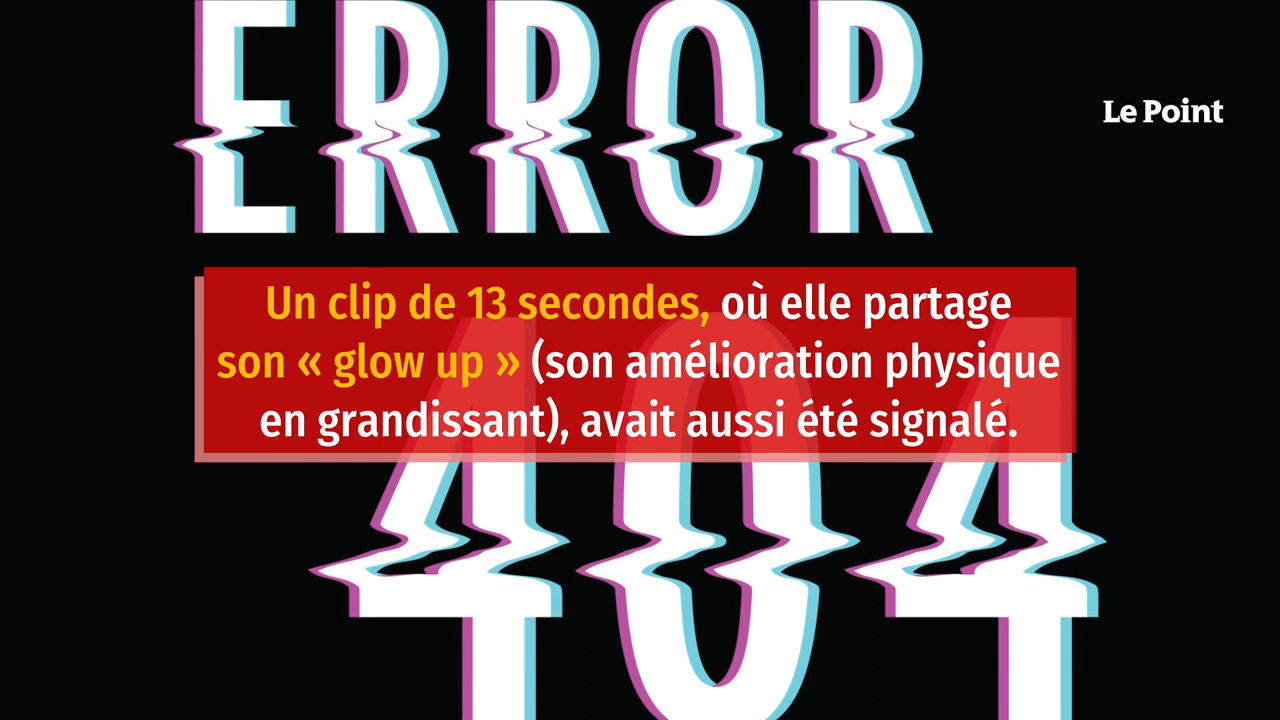 ERROR
Le Point
Un clip de 13 secondes, où elle partage
son « glow up » (son amélioration physique
en grandissant), avait aussi été signalé.
404